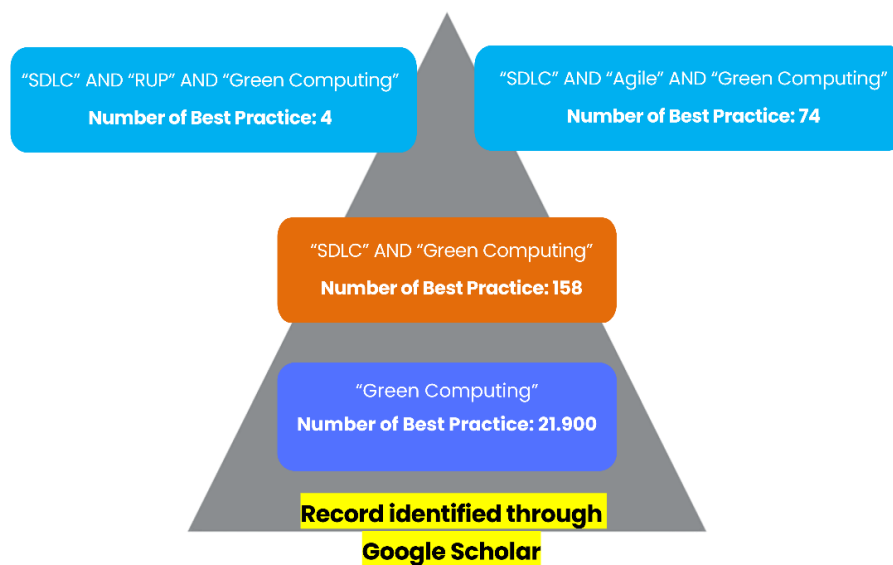 “SDLC” AND “RUP” AND “Green Computing”
Number of Best Practice: 4
“SDLC” AND “Agile” AND “Green Computing”
Number of Best Practice: 74
“SDLC” AND “Green Computing”
Number of Best Practice: 158
“Green Computing”
Number of Best Practice: 21.900
Record identified through
Google Scholar